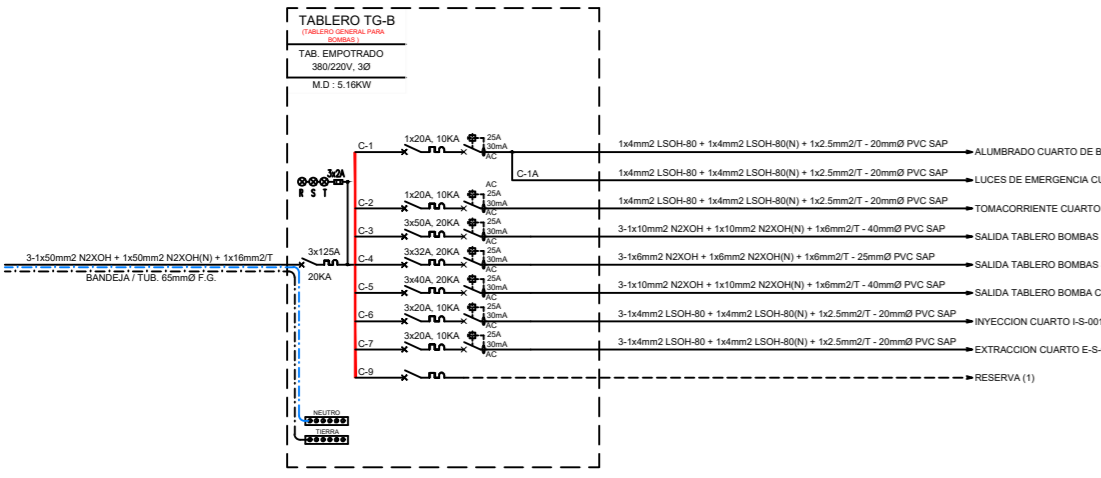 TABLERO TG-B
(TABLERO GENERAL PARA
BOMBAS )
TAB. EMPOTRADO
380/220V, 3Ø
M.D : 5.16KW
C-1
1x20A, 10KA
25A
30mA
AC
1x4mm2 LSOH-80 + 1x4mm2 LSOH-80(N) + 1x2.5mm2/T - 20mmØ PVC SAP
ALUMBRADO CUARTO DE B
C-1A
1x4mm2 LSOH-80 + 1x4mm2 LSOH-80(N) + 1x2.5mm2/T - 20mmØ PVC SAP
LUCES DE EMERGENCIA CU
3x2A
R S T
C-2
1x20A, 10KA
AC
25A
30mA
1x4mm2 LSOH-80 + 1x4mm2 LSOH-80(N) + 1x2.5mm2/T - 20mmØ PVC SAP
TOMACORRIENTE CUARTO
C-3
3x50A, 20KA
25A
30mA
3-1x10mm2 N2XOH + 1x10mm2 N2XOH(N) + 1x6mm2/T - 40mmØ PVC SAP
SALIDA TABLERO BOMBAS
3-1x50mm2 N2XOH + 1x50mm2 N2XOH(N) + 1x16mm2/T
BANDEJA / TUB. 65mmØ F.G.
3x125A
20KA
C-4
3x32A, 20KA
25A
30mA
3-1x6mm2 N2XOH + 1x6mm2 N2XOH(N) + 1x6mm2/T - 25mmØ PVC SAP
SALIDA TABLERO BOMBAS
C-5
3x40A, 20KA
25A
30mA
AC
3-1x10mm2 N2XOH + 1x10mm2 N2XOH(N) + 1x6mm2/T - 40mmØ PVC SAP
SALIDA TABLERO BOMBA C
C-6
3x20A, 10KA
25A
30mA
AC
3-1x4mm2 LSOH-80 + 1x4mm2 LSOH-80(N) + 1x2.5mm2/T - 20mmØ PVC SAP
INYECCION CUARTO I-S-001
C-7
3x20A, 10KA
25A
30mA
AC
3-1x4mm2 LSOH-80 + 1x4mm2 LSOH-80(N) + 1x2.5mm2/T - 20mmØ PVC SAP
EXTRACCION CUARTO E-S-
C-9
RESERVA (1)
NEUTRO
TIERRA